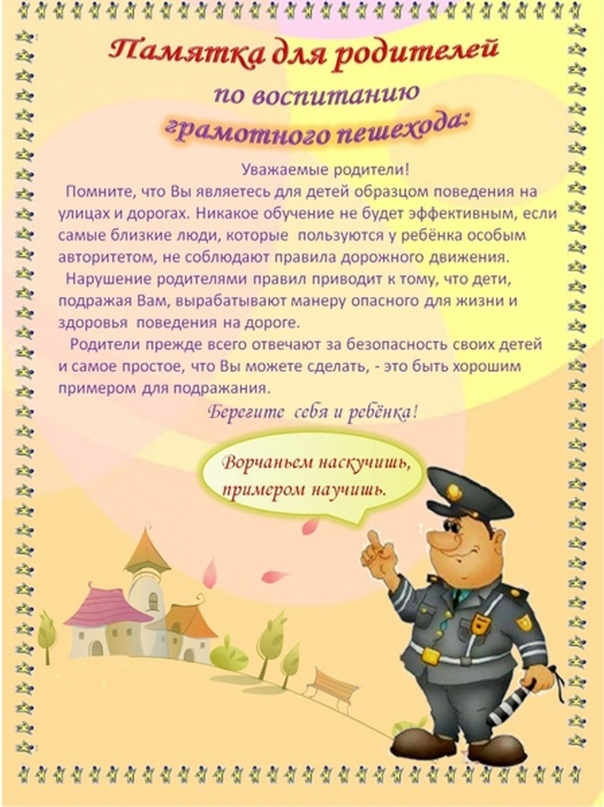 Памятка для родителей
по воспитанию
грамотного пешехода:
Уважаемые родители!
Помните, что Вы являетесь для детей образцом поведения на
улицах и дорогах. Никакое обучение не будет эффективным, если
самые близкие люди, которые пользуются у ребёнка особым
авторитетом, не соблюдают правила дорожного движения.
Нарушение родителями правил приводит к тому, что дети,
подражая Вам, вырабатывают манеру опасного для жизни и
здоровья поведения на дороге.
Родители прежде всего отвечают за безопасность своих детей
и самое простое, что Вы можете сделать, - это быть хорошим
примером для подражания.
Берегите себя и ребёнка!
Ворчаньем наскучишь,
примером научишь.